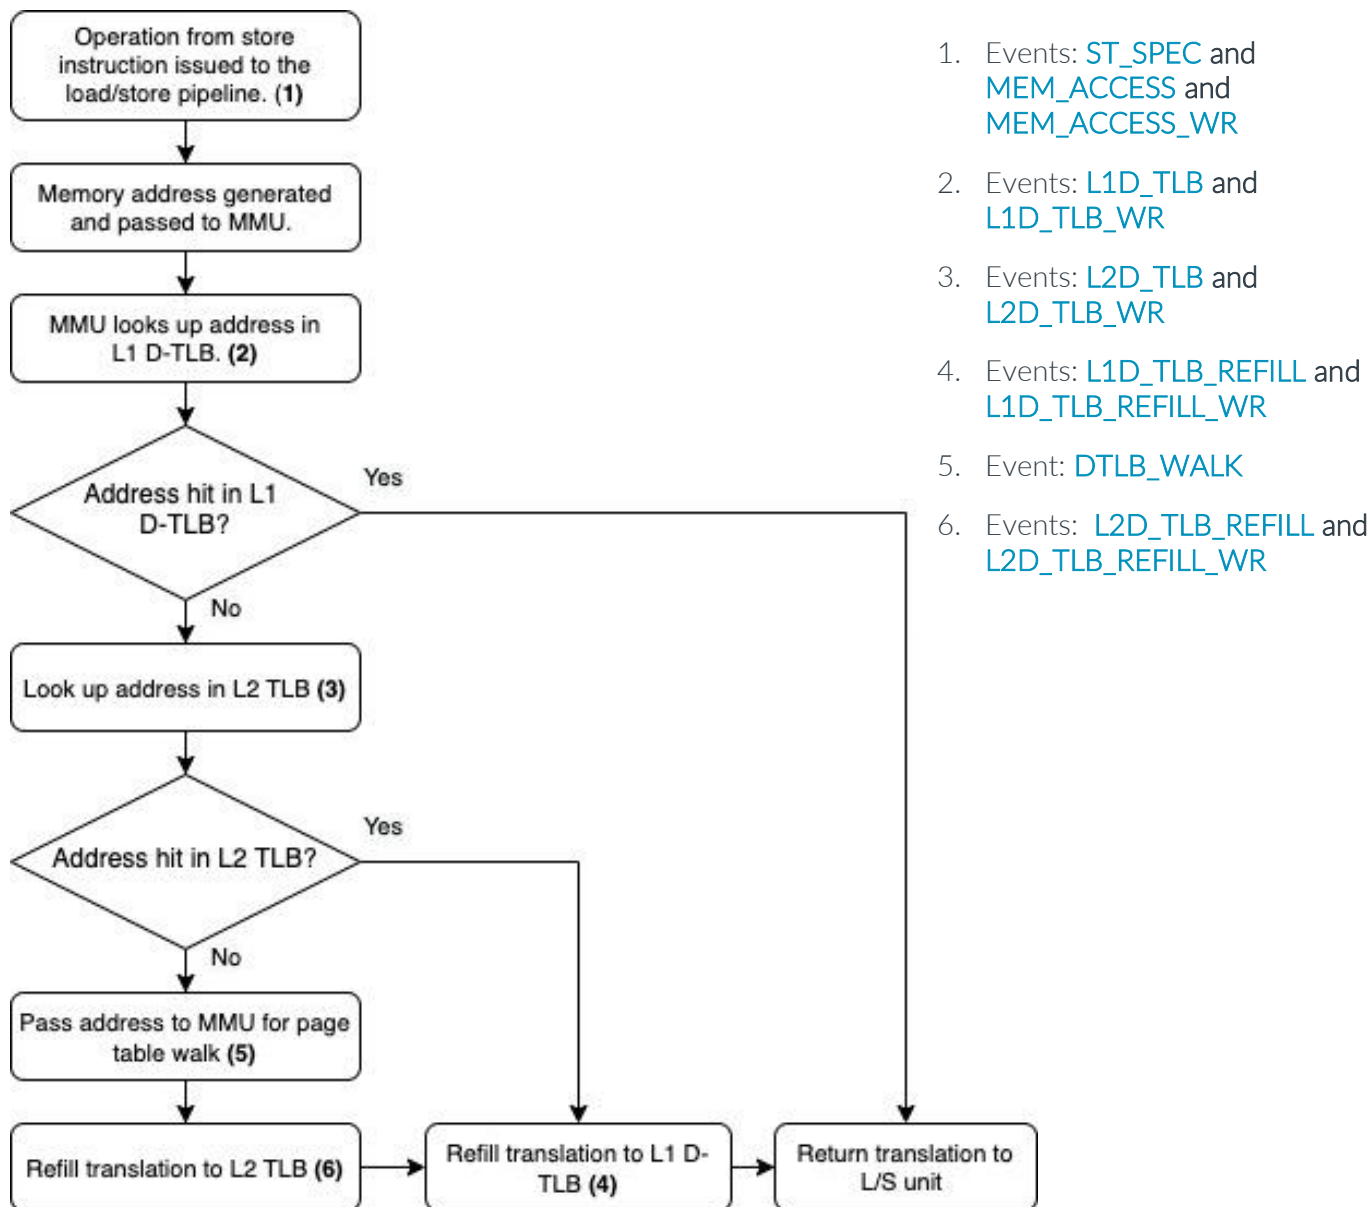 Operation from store
instruction issued to the
load/store pipeline. (1)
Memory address generated
and passed to MMU.
MMU looks up address in
L1 D-TLB. (2)
Address hit in L1
D-TLB?
Yes
No
Look up address in L2 TLB (3)
Address hit in L2 TLB?
Yes
No
Pass address to MMU for page
table walk (5)
Refill translation to L2 TLB (6)
Refill translation to L1 D-
TLB (4)
Return translation to
L/S unit
1. Events: ST_SPEC and
MEM_ACCESS and
MEM_ACCESS_WR
2. Events: L1D_TLB and
L1D_TLB_WR
3. Events: L2D_TLB and
L2D_TLB_WR
4. Events: L1D_TLB_REFILL and
L1D_TLB_REFILL_WR
5. Event: DTLB_WALK
6. Events: L2D_TLB_REFILL and
L2D_TLB_REFILL_WR